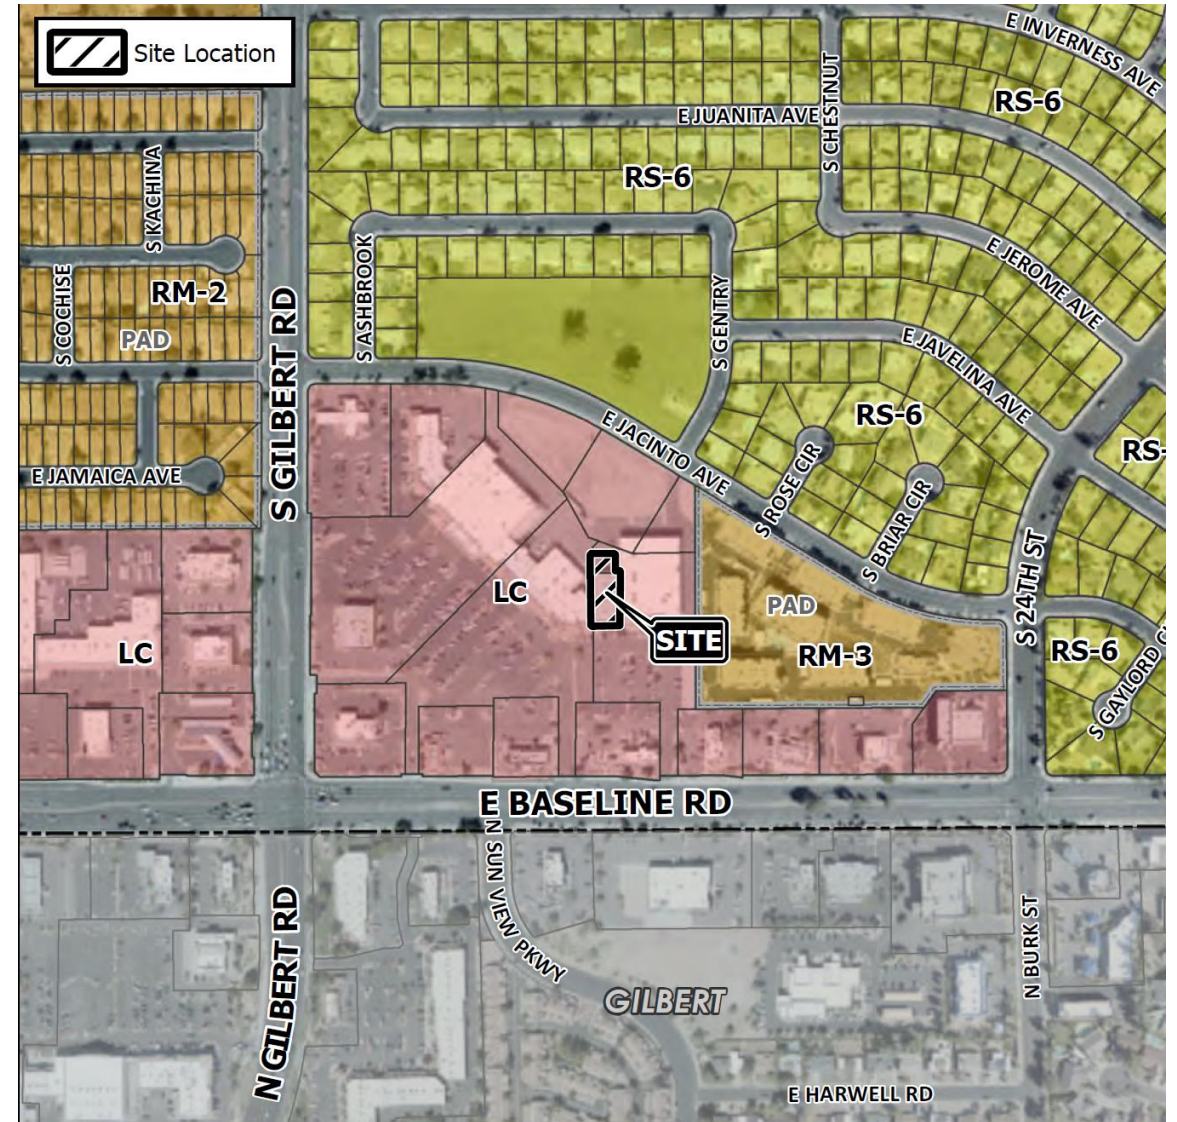 Site Location
E INVERNESS AVE
RS-6
E JUANITA AVE
S CHESTNUT
RS-6
S KACHINA
S COCHISE
RM-2
PAD
S ASHBROOK
S GENTRY
E JEROME AVE
E JAVELINA AVE
S GILBERT RD
RS-6
E JACINTO AVE
RS-
E JAMAICA AVE
S ROSE CIR
S BRIAR CIR
S 24TH ST
LC
PAD
SITE
RM-3
LC
RS-6
S GAYLORD C
E BASELINE RD
N SUN VIEW PKWY
N GILBERT RD
N BURK ST
GILBERT
E HARWELL RD